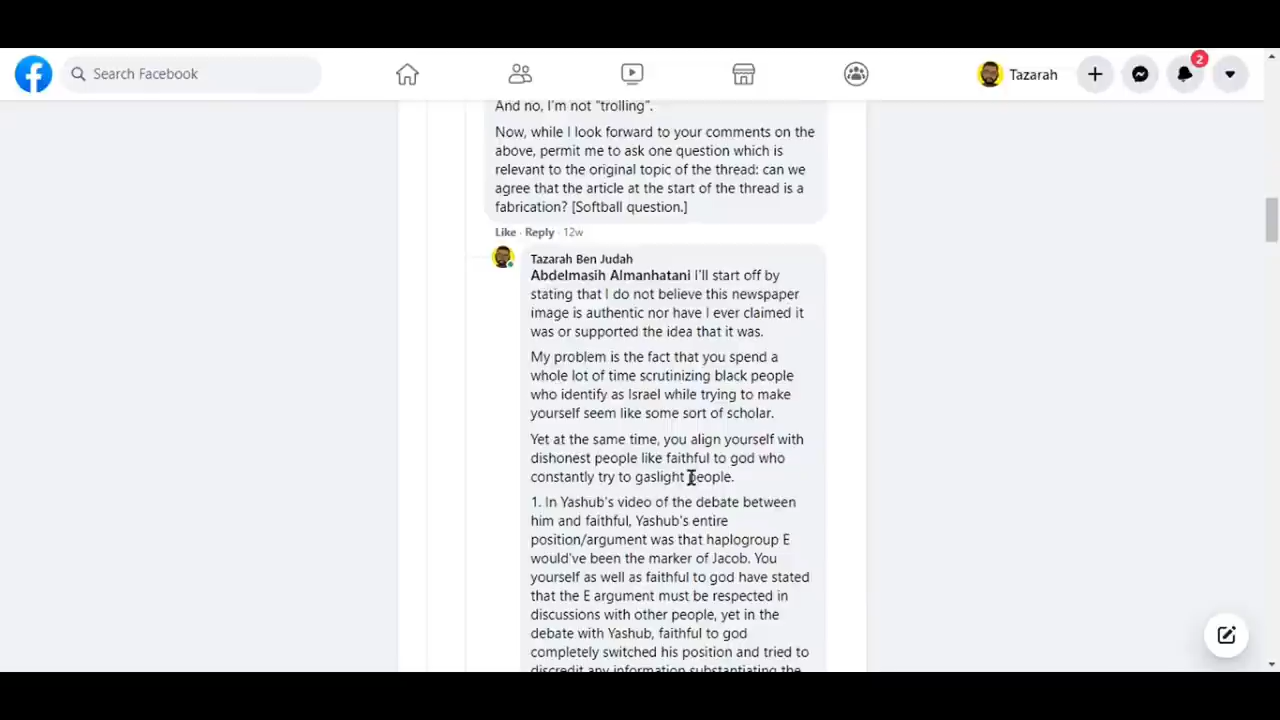 Search Facebook
Tazarah
2
And no, I'm not "trolling".
Now, while I look forward to your comments on the
above, permit me to ask one question which is
relevant to the original topic of the thread: can we
agree that the article at the start of the thread is a
fabrication? [Softball question.]
Like · Reply · 12w
Tazarah Ben Judah
Abdelmasih Almanhatani I'll start off by
stating that I do not believe this newspaper
image is authentic nor have I ever claimed it
was or supported the idea that it was.
My problem is the fact that you spend a
whole lot of time scrutinizing black people
who identify as Israel while trying to make
yourself seem like some sort of scholar.
Yet at the same time, you align yourself with
dishonest people like faithful to god who
constantly try to gaslight people.
1. In Yashub's video of the debate between
him and faithful, Yashub's entire
position/argument was that haplogroup E
would've been the marker of Jacob. You
yourself as well as faithful to god have stated
that the E argument must be respected in
discussions with other people, yet in the
debate with Yashub, faithful to god
completely switched his position and tried to
discredit any information substantiating the